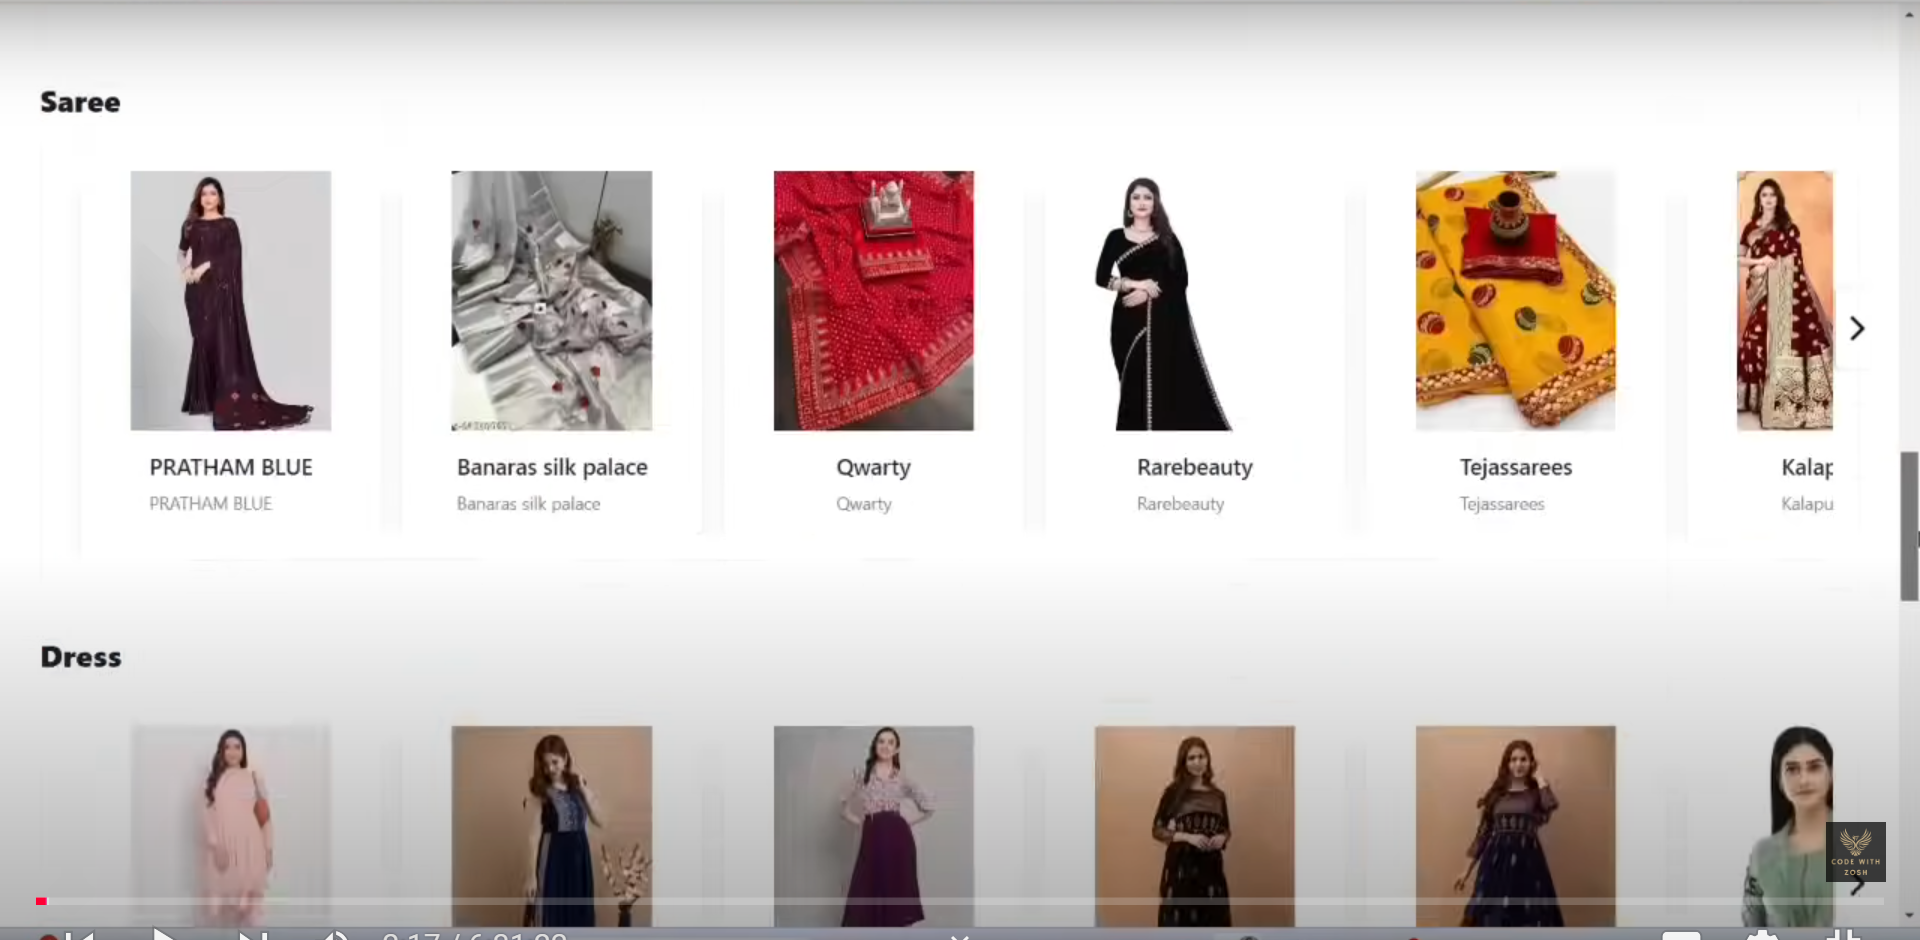 Saree
PRATHAM BLUE
PRATHAM BLUE
Banaras silk palace
Banaras silk palace
Qwarty
Qwarty
Rarebeauty
Rarebeauty
Tejassarees
Tejassarees
Kalap
Kalapu
Dress
CODE WITH
ZOSH